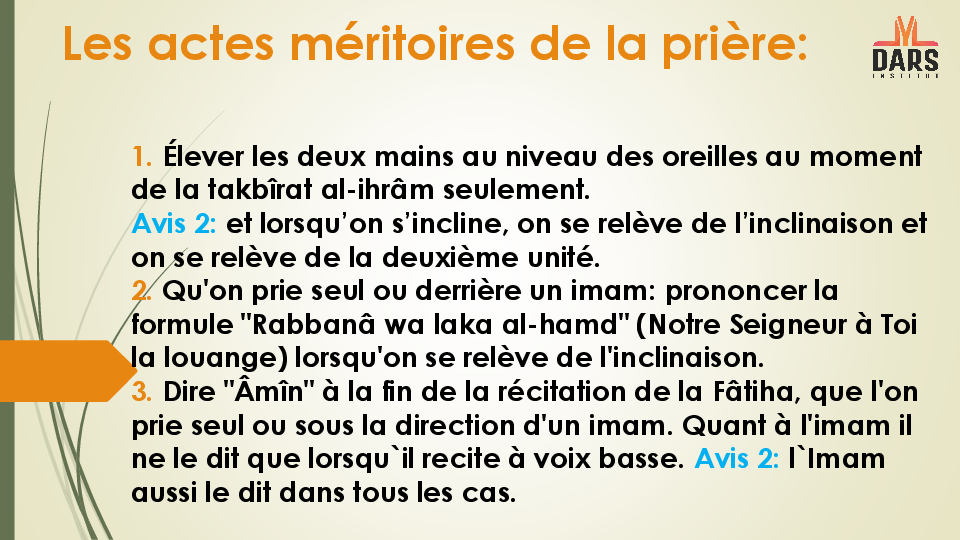 Les actes méritoires de la prière:
DARS
INSTITUT
1. Élever les deux mains au niveau des oreilles au moment
de la takbîrat al-ihrâm seulement.
Avis 2: et lorsqu’on s’incline, on se relève de l’inclinaison et
on se relève de la deuxième unité.
2. Qu'on prie seul ou derrière un imam: prononcer la
formule "Rabbanâ wa laka al-hamd" (Notre Seigneur à Toi
la louange) lorsqu'on se relève de l'inclinaison.
3. Dire "Âmîn" à la fin de la récitation de la Fâtiha, que l'on
prie seul ou sous la direction d'un imam. Quant à l'imam il
ne le dit que lorsqu`il recite à voix basse. Avis 2: l`Imam
aussi le dit dans tous les cas.